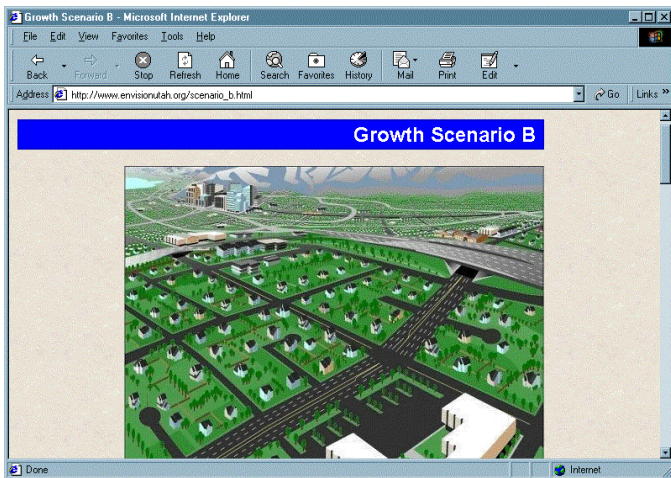 Growth Scenario B - Microsoft Internet Explorer
File Edit View Favorites Tools Help
Back Forward Stop Refresh Home Search Favorites History Mail Print Edit
Address http://www.envisionutah.org/scenario_b.html Go Links »
Growth Scenario B
Done Internet